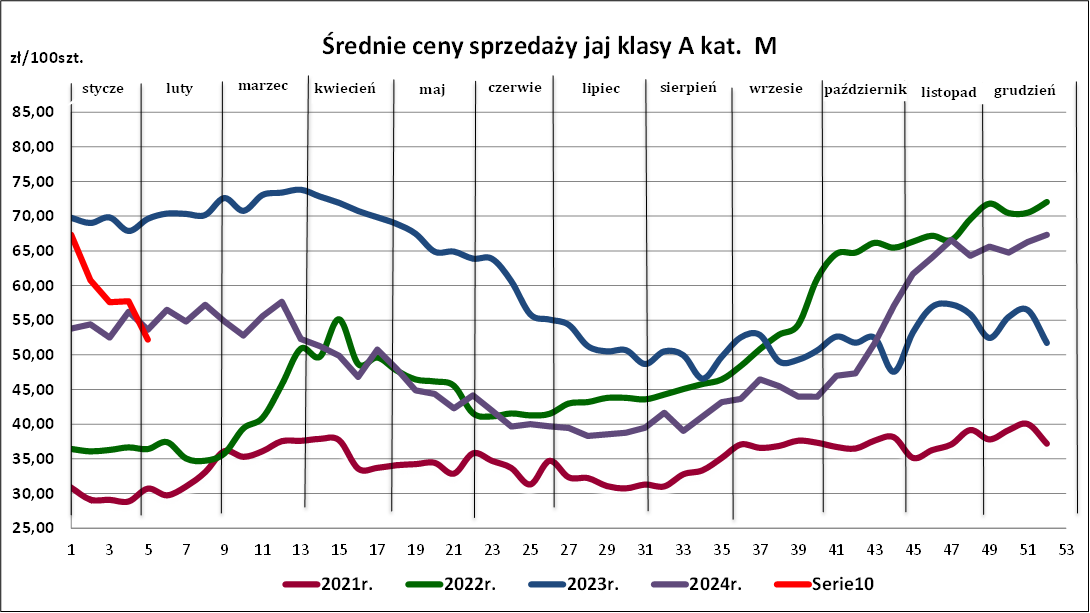 Średnie ceny sprzedaży jaj klasy A kat. M
zł/100szt.
stycze luty marzec kwiecień maj czerwie lipiec sierpień wrzesie październik listopad grudzień
85,00
80,00
75,00
70,00
65,00
60,00
55,00
50,00
45,00
40,00
35,00
30,00
25,00
1 3 5 7 9 11 13 15 17 19 21 23 25 27 29 31 33 35 37 39 41 43 45 47 49 51 53
2021r. 2022r. 2023r. 2024r. Serie10